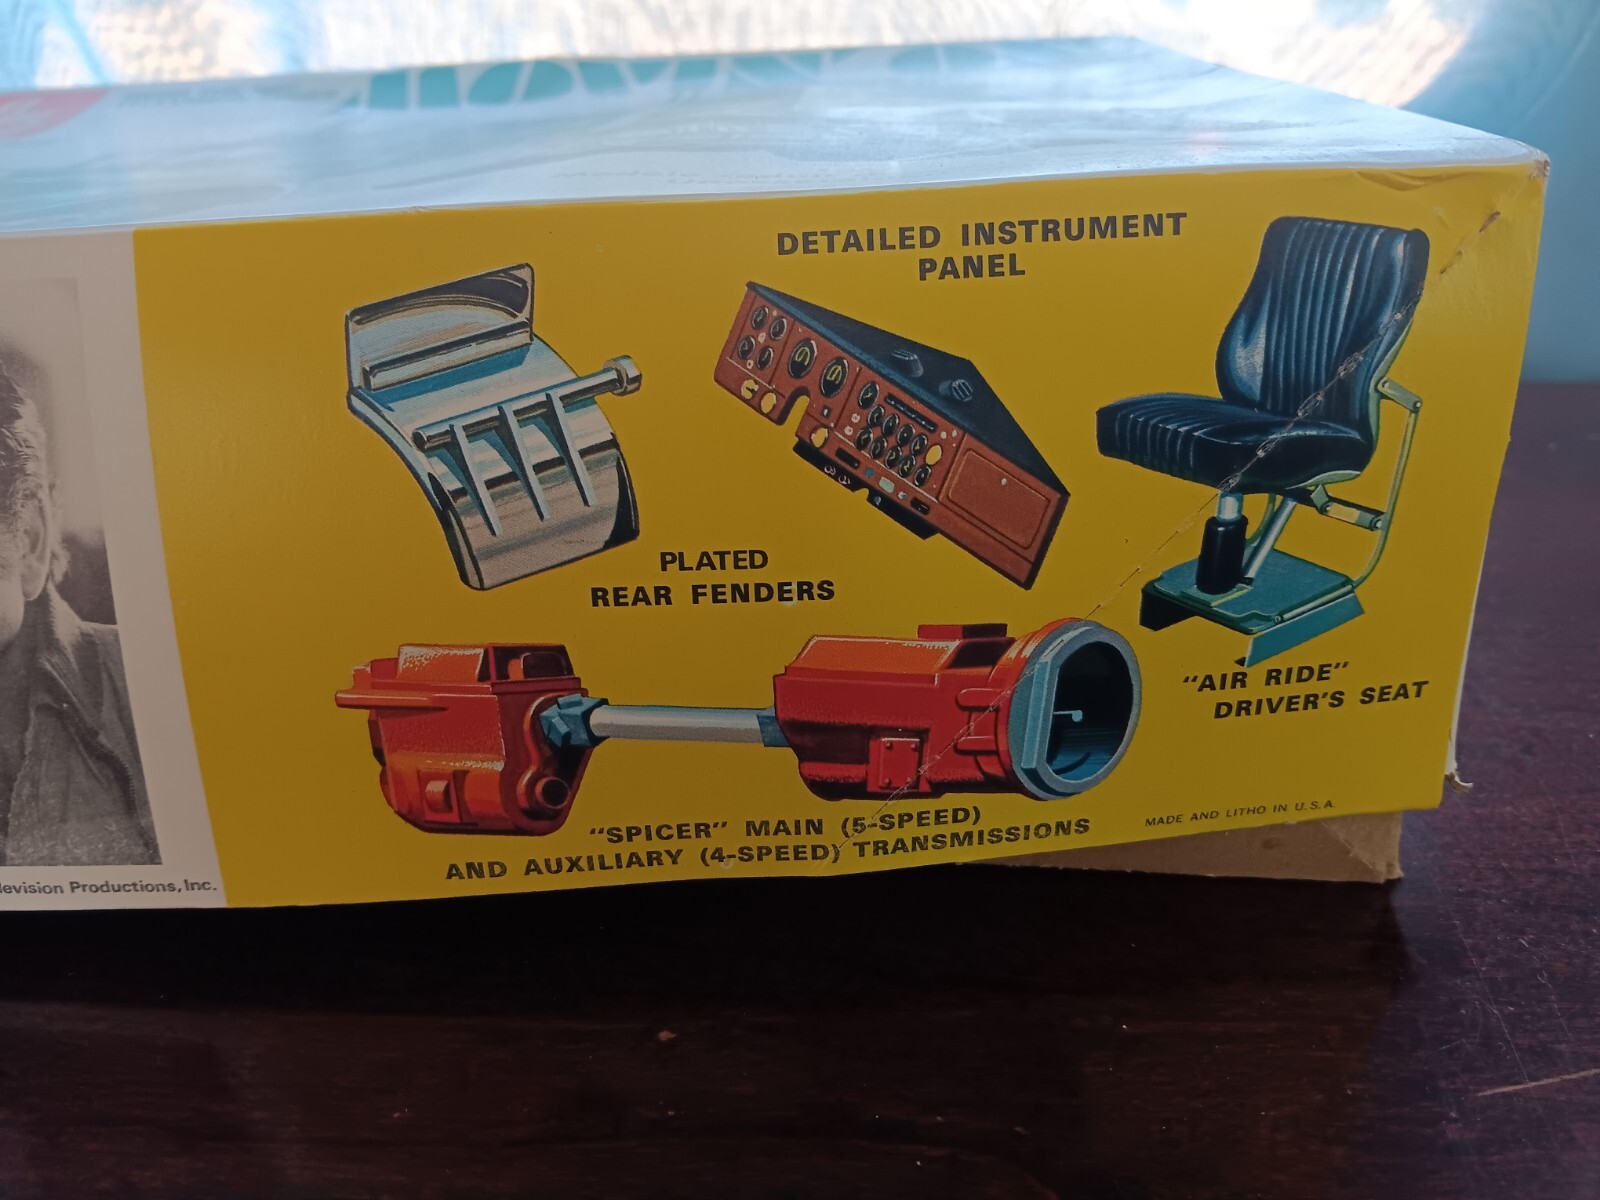 DETAILED INSTRUMENT
PANEL
PLATED
REAR FENDERS
"AIR RIDE"
DRIVER'S SEAT
"SPICER" MAIN (5-SPEED)
AND AUXILIARY (4-SPEED) TRANSMISSIONS
MADE AND LITHO IN U.S.A.
Productions, Inc.